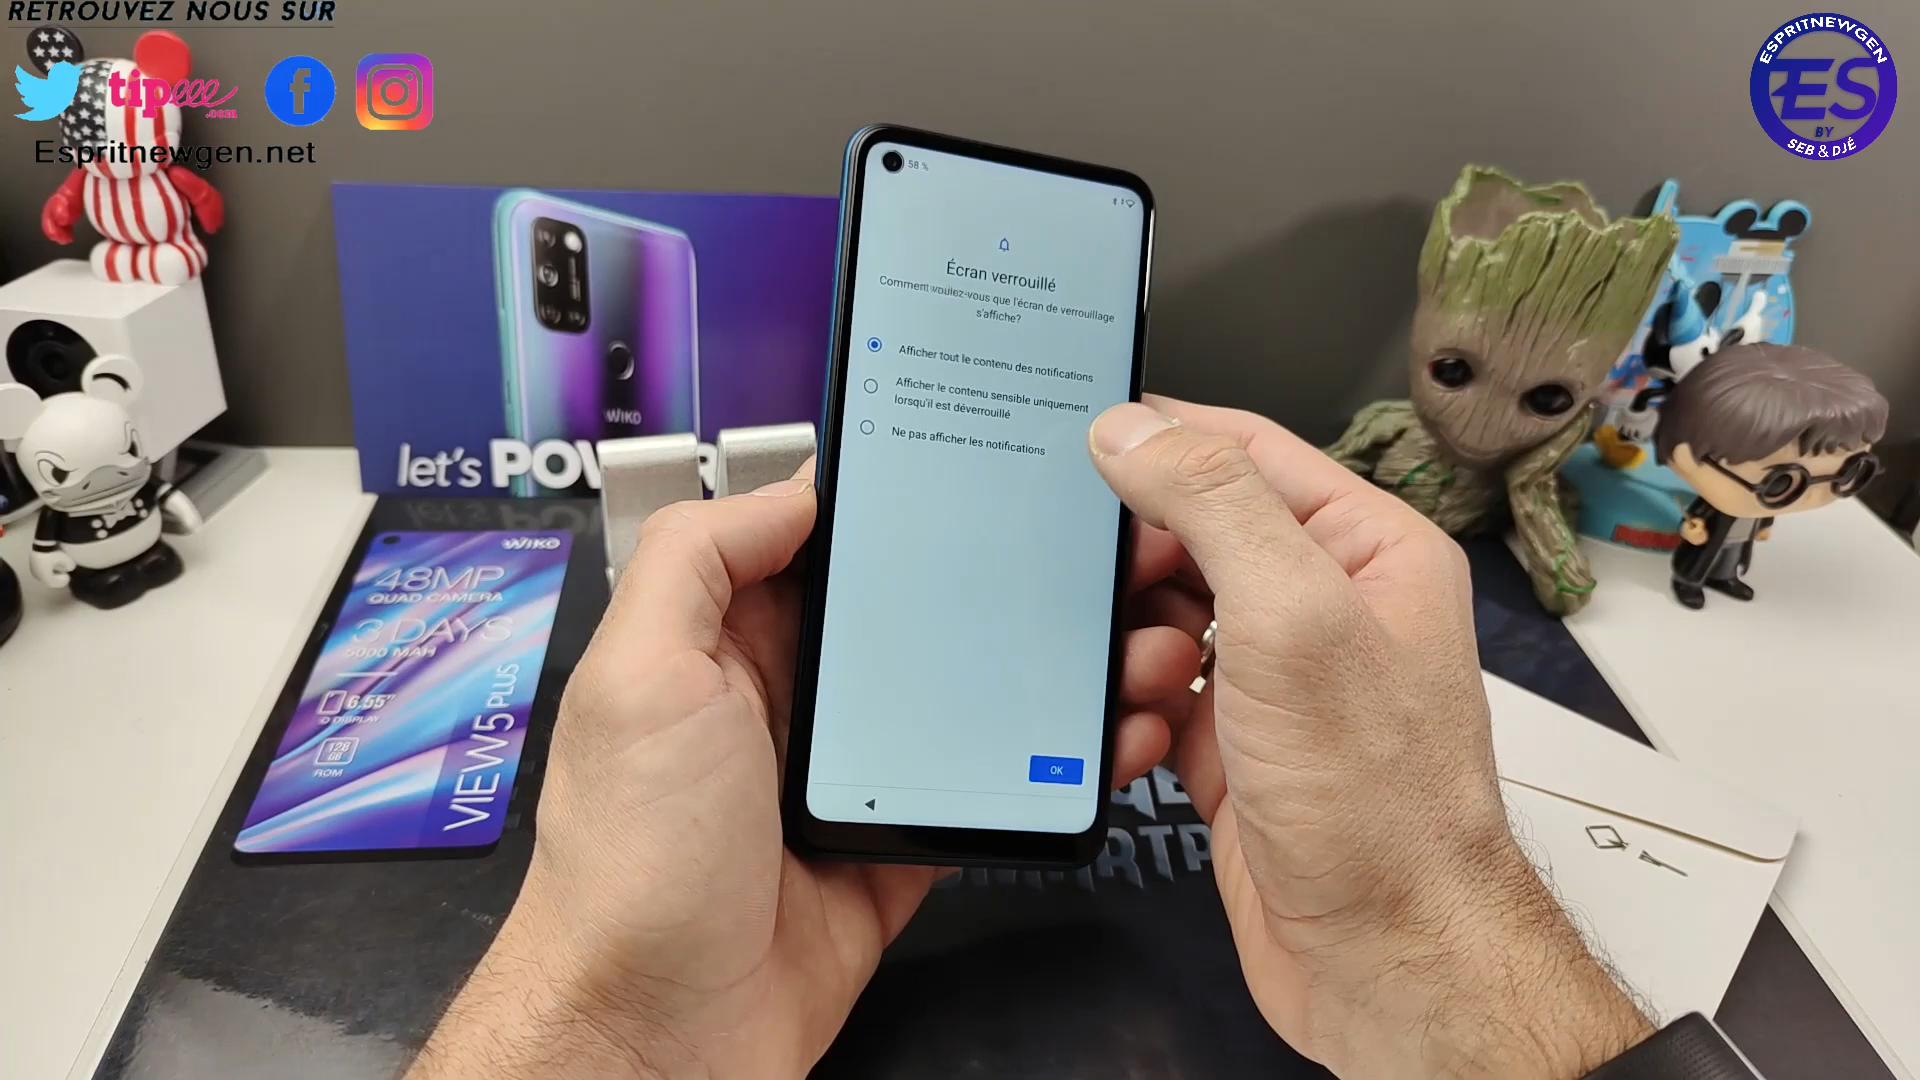 RETROUVEZ NOUS SUR
tipeee
.com
Espritnewgen.net
ESPRITNEWGEN
ES
BY
SEB & DJÉ
58 %
Écran verrouillé
Comment voulez-vous que l'écran de verrouillage
s'affiche?
Afficher tout le contenu des notifications
Afficher le contenu sensible uniquement
lorsqu'il est déverrouillé
Ne pas afficher les notifications
OK
WIKO
let's
WIKO
48MP
QUAD CAMERA
3 DAYS
5000 MAH
6.55"
DISPLAY
128
GB
ROM
VIEW5 PLUS